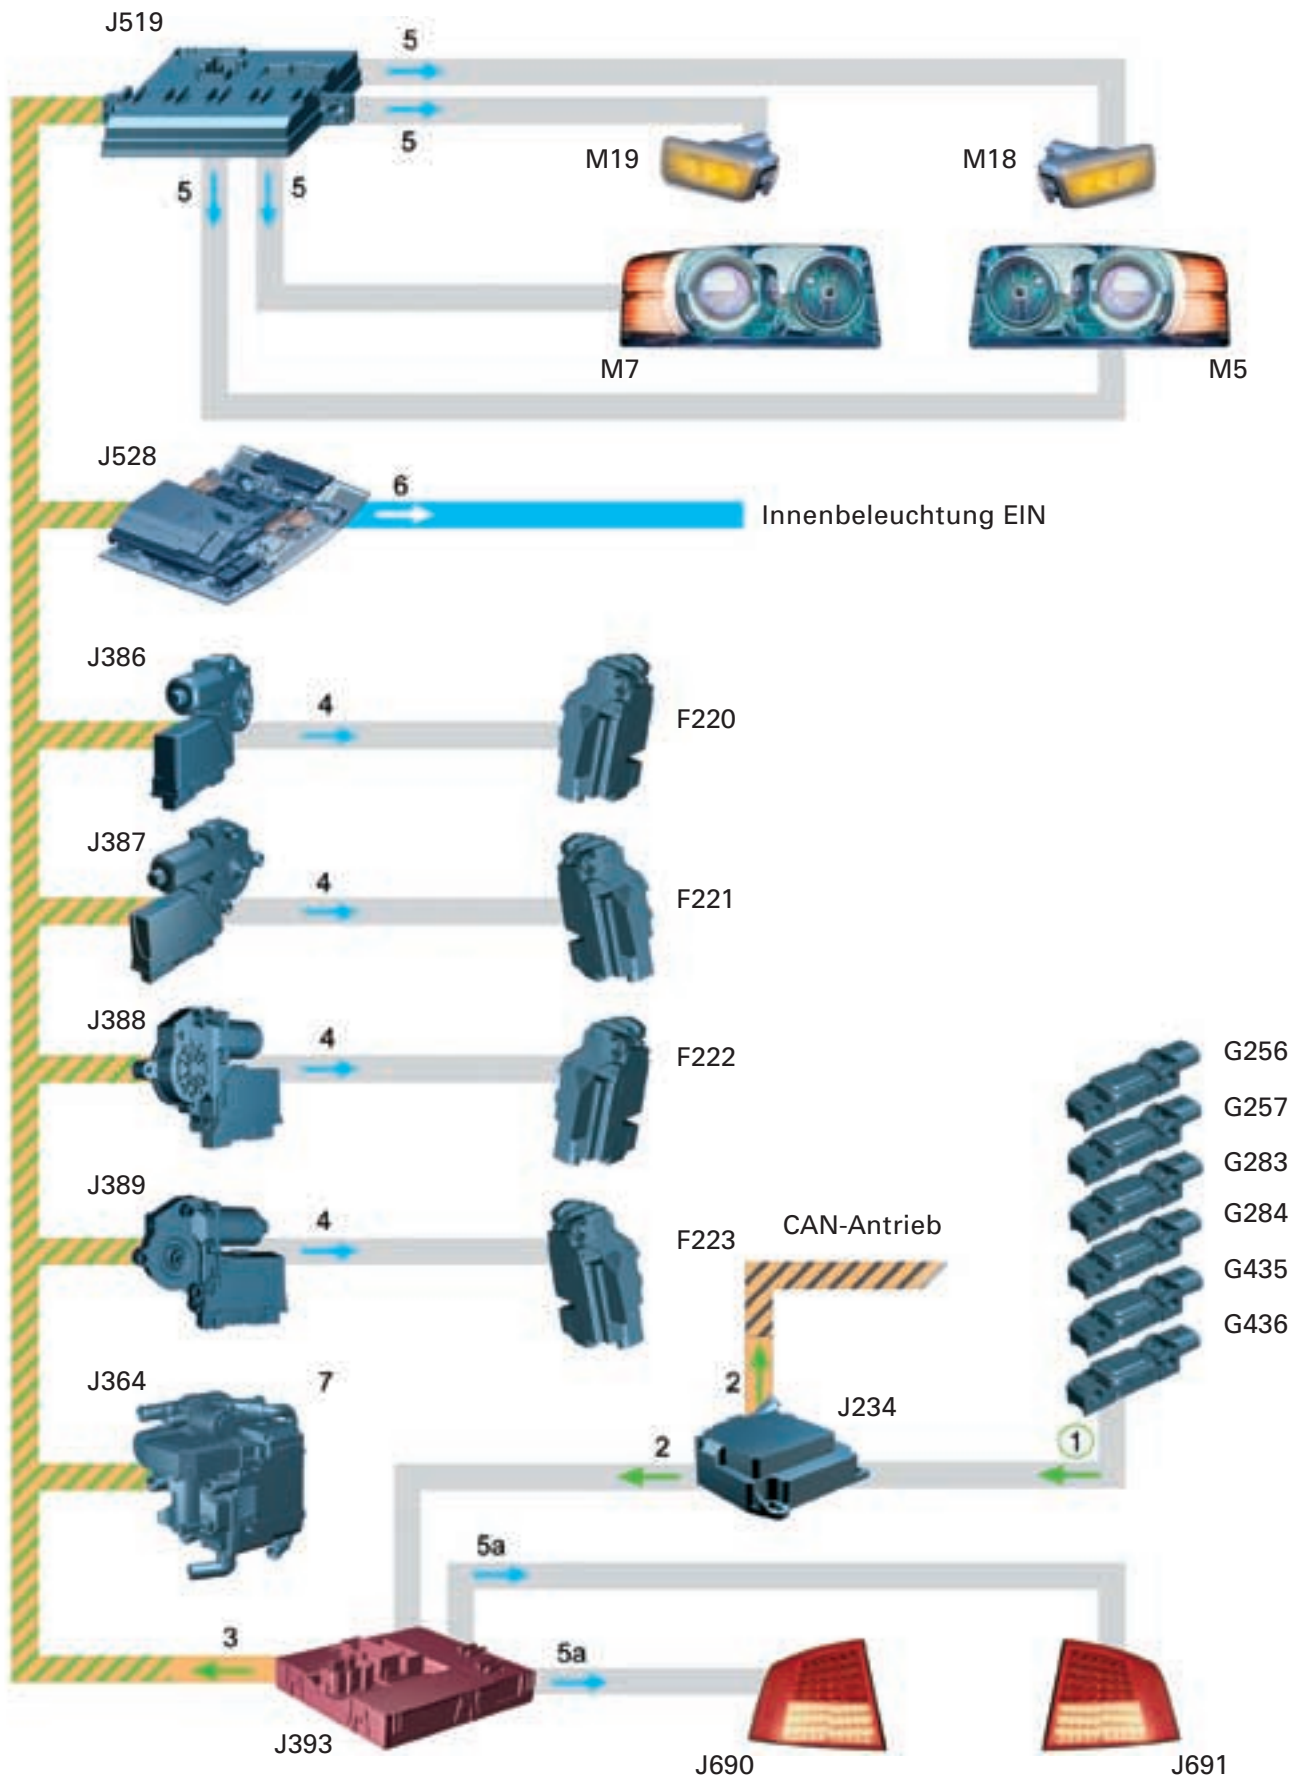 J519
5
5
M19
M18
5
5
M7
M5
J528
6
Innenbeleuchtung EIN
J386
4
F220
J387
4
F221
J388
4
F222
G256
G257
G283
G284
G435
G436
J389
4
F223
CAN-Antrieb
J364
7
2
J234
2
1
5a
3
5a
J393
J690
J691